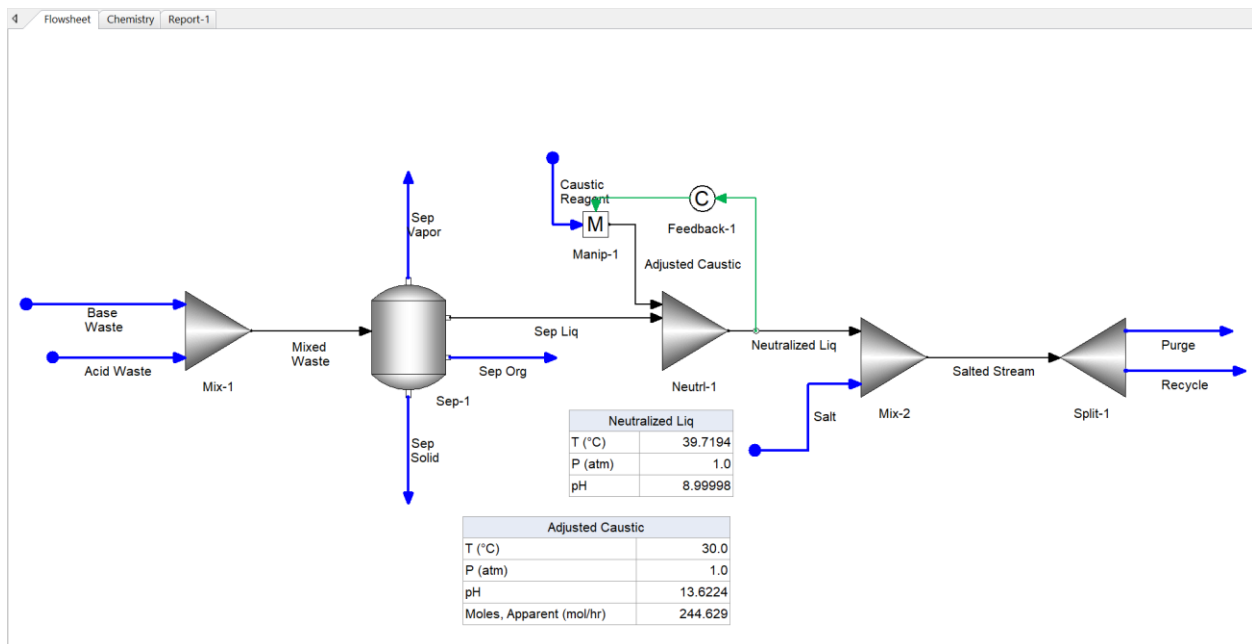 Flowsheet
Chemistry
Report-1
Caustic
Reagent
C
Sep
Vapor
M
Feedback-1
Manip-1
Adjusted Caustic
Base
Waste
Mixed
Waste
Sep Liq
Neutralized Liq
Purge
Acid Waste
Mix-1
Sep Org
Salted Stream
Recycle
Sep-1
Neutrl-1
Mix-2
Split-1
Salt
Sep
Solid
Neutralized Liq
T (°C) 39.7194
P (atm) 1.0
pH 8.99998
Adjusted Caustic
T (°C) 30.0
P (atm) 1.0
pH 13.6224
Moles, Apparent (mol/hr) 244.629